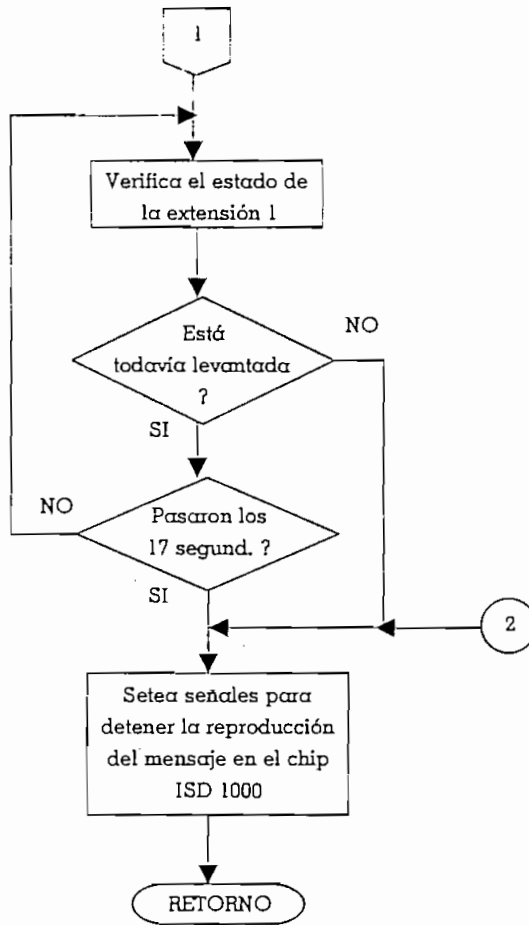 1
Verifica el estado de
la extensión 1
Está
todavía levantada
?
NO
SI
Pasaron los
17 segund. ?
NO
SI
2
Setea señales para
detener la reproducción
del mensaje en el chip
ISD 1000
RETORNO